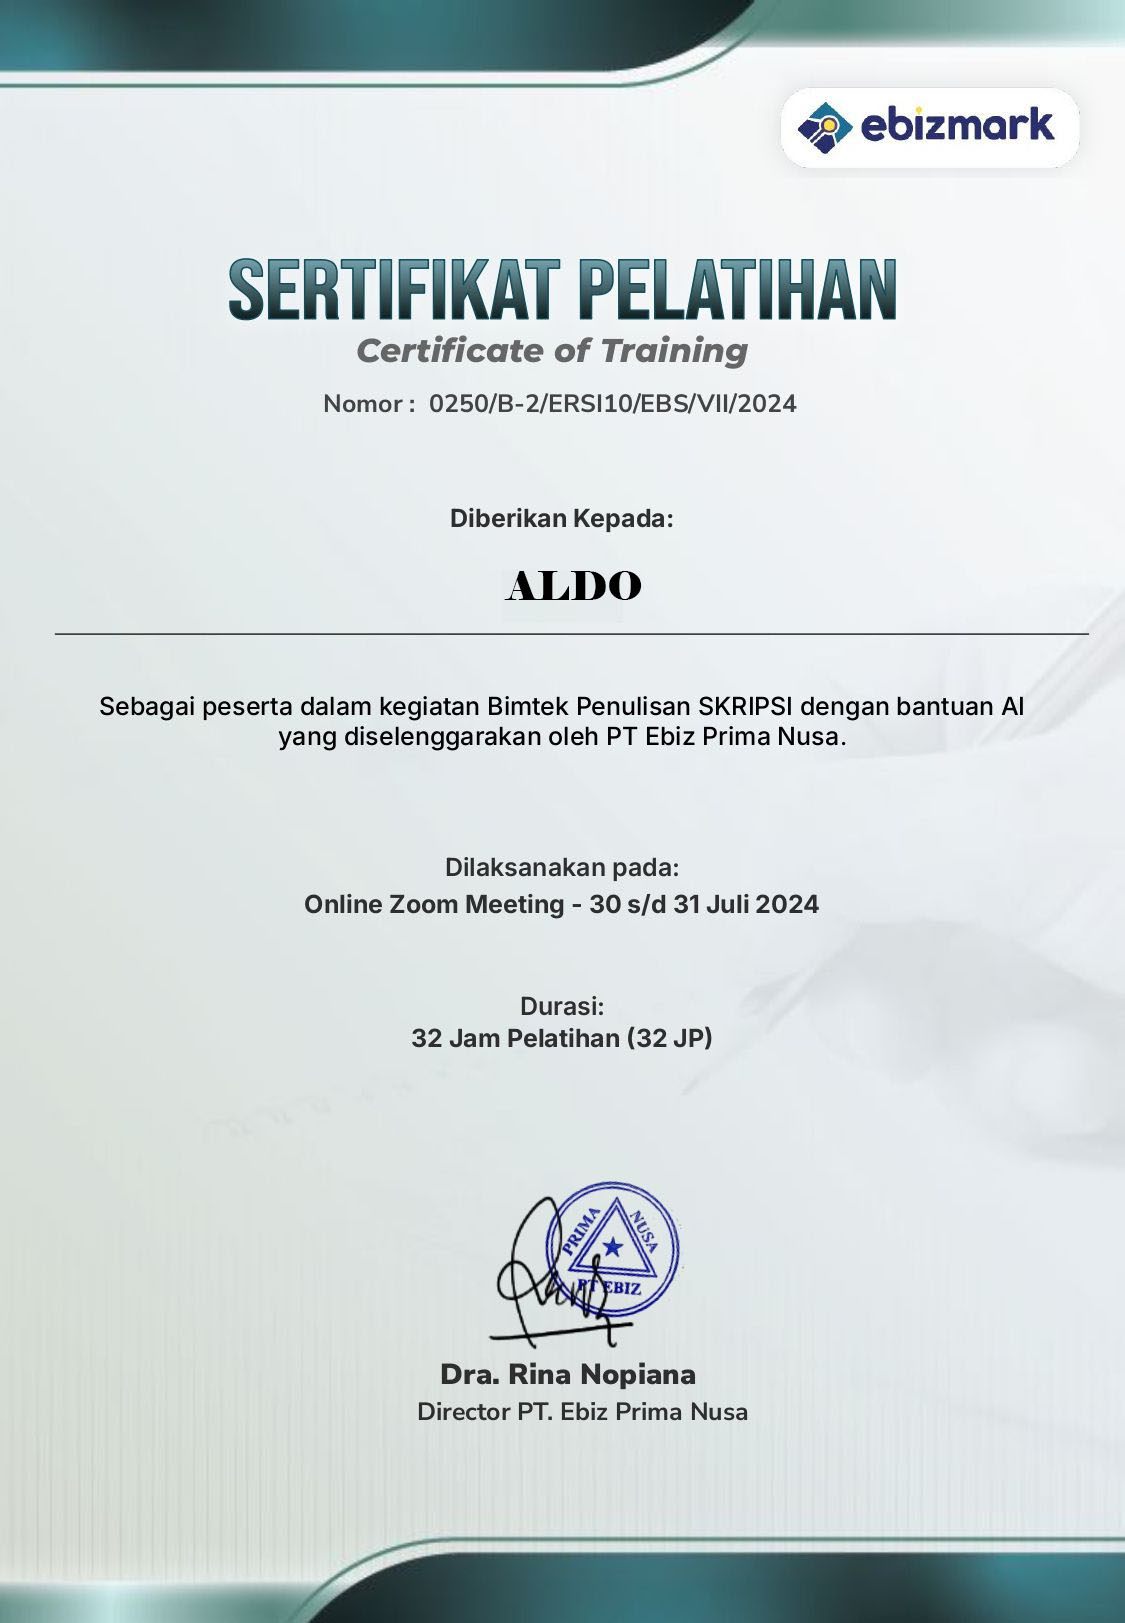 ebizmark
SERTIFIKAT PELATIHAN
Certificate of Training
Nomor : 0250/B-2/ERSI10/EBS/VII/2024
Diberikan Kepada:
ALDO
Sebagai peserta dalam kegiatan Bimtek Penulisan SKRIPSI dengan bantuan AI
yang diselenggarakan oleh PT Ebiz Prima Nusa.
Dilaksanakan pada:
Online Zoom Meeting - 30 s/d 31 Juli 2024
Durasi:
32 Jam Pelatihan (32 JP)
PRIMA NUSA
PT EBIZ
Dra. Rina Nopiana
Director PT. Ebiz Prima Nusa